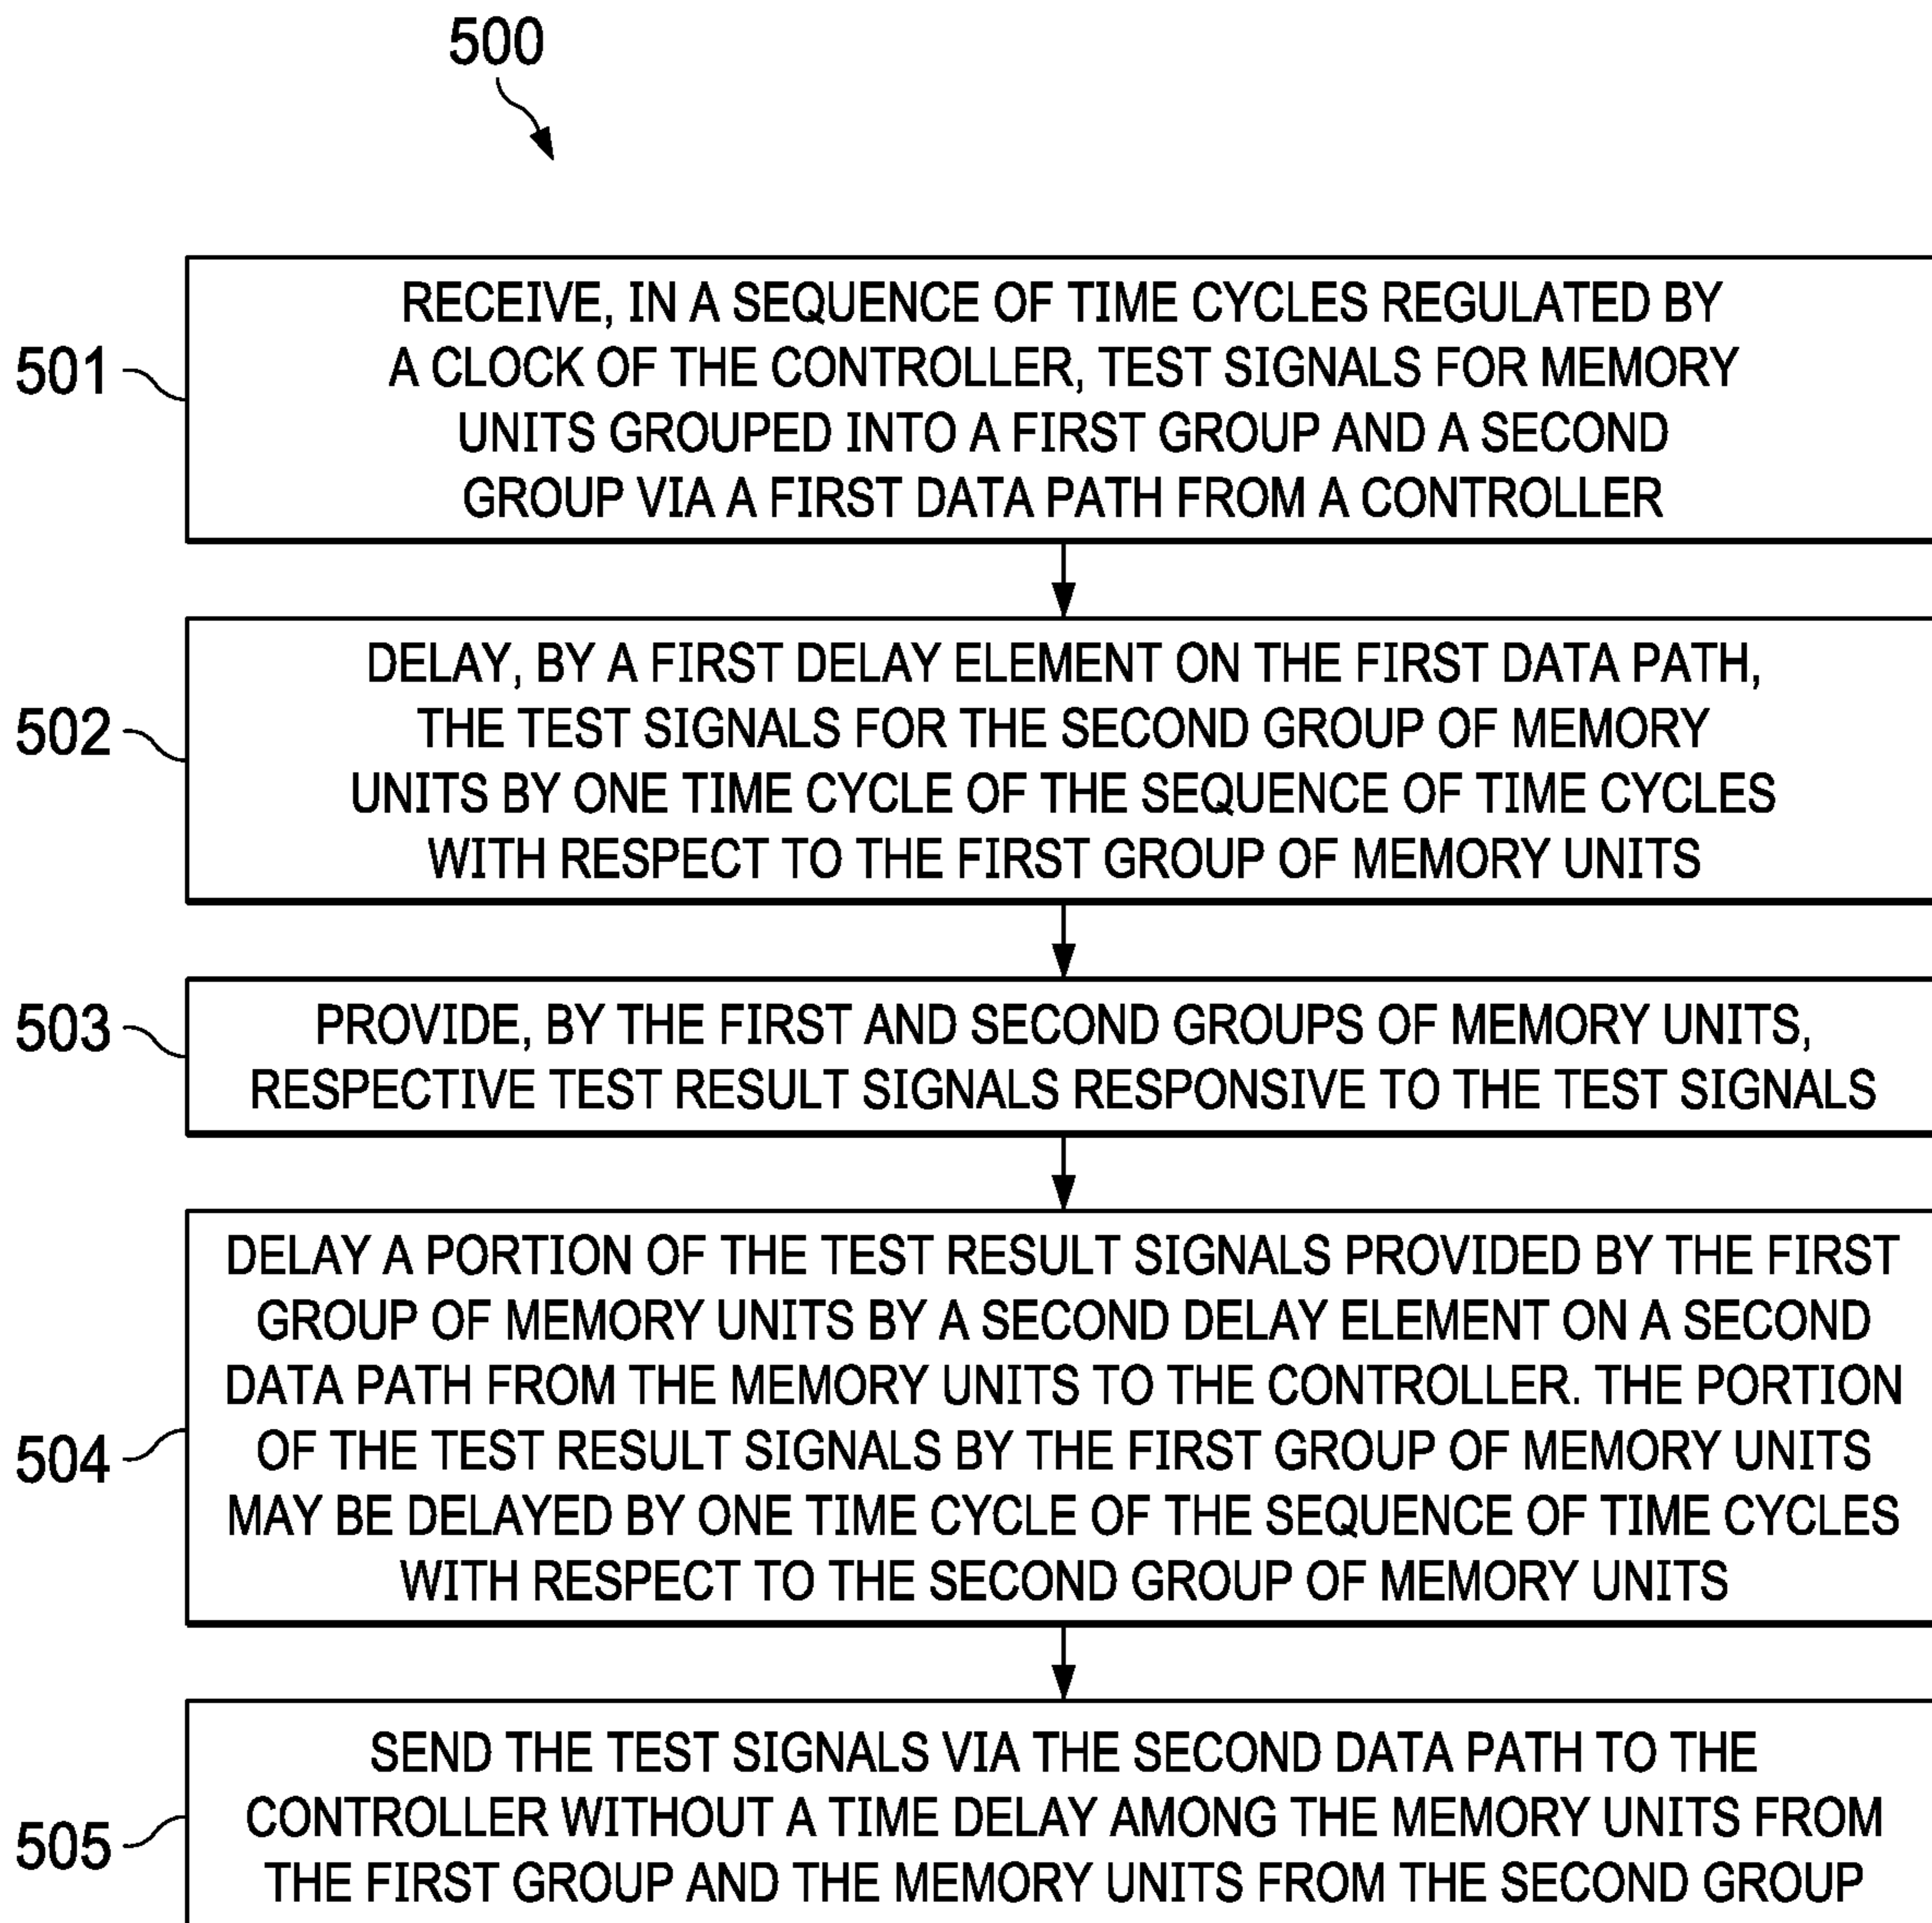 500
501
RECEIVE, IN A SEQUENCE OF TIME CYCLES REGULATED BY
A CLOCK OF THE CONTROLLER, TEST SIGNALS FOR MEMORY
UNITS GROUPED INTO A FIRST GROUP AND A SECOND
GROUP VIA A FIRST DATA PATH FROM A CONTROLLER
502
DELAY, BY A FIRST DELAY ELEMENT ON THE FIRST DATA PATH,
THE TEST SIGNALS FOR THE SECOND GROUP OF MEMORY
UNITS BY ONE TIME CYCLE OF THE SEQUENCE OF TIME CYCLES
WITH RESPECT TO THE FIRST GROUP OF MEMORY UNITS
503
PROVIDE, BY THE FIRST AND SECOND GROUPS OF MEMORY UNITS,
RESPECTIVE TEST RESULT SIGNALS RESPONSIVE TO THE TEST SIGNALS
504
DELAY A PORTION OF THE TEST RESULT SIGNALS PROVIDED BY THE FIRST
GROUP OF MEMORY UNITS BY A SECOND DELAY ELEMENT ON A SECOND
DATA PATH FROM THE MEMORY UNITS TO THE CONTROLLER. THE PORTION
OF THE TEST RESULT SIGNALS BY THE FIRST GROUP OF MEMORY UNITS
MAY BE DELAYED BY ONE TIME CYCLE OF THE SEQUENCE OF TIME CYCLES
WITH RESPECT TO THE SECOND GROUP OF MEMORY UNITS
505
SEND THE TEST SIGNALS VIA THE SECOND DATA PATH TO THE
CONTROLLER WITHOUT A TIME DELAY AMONG THE MEMORY UNITS FROM
THE FIRST GROUP AND THE MEMORY UNITS FROM THE SECOND GROUP